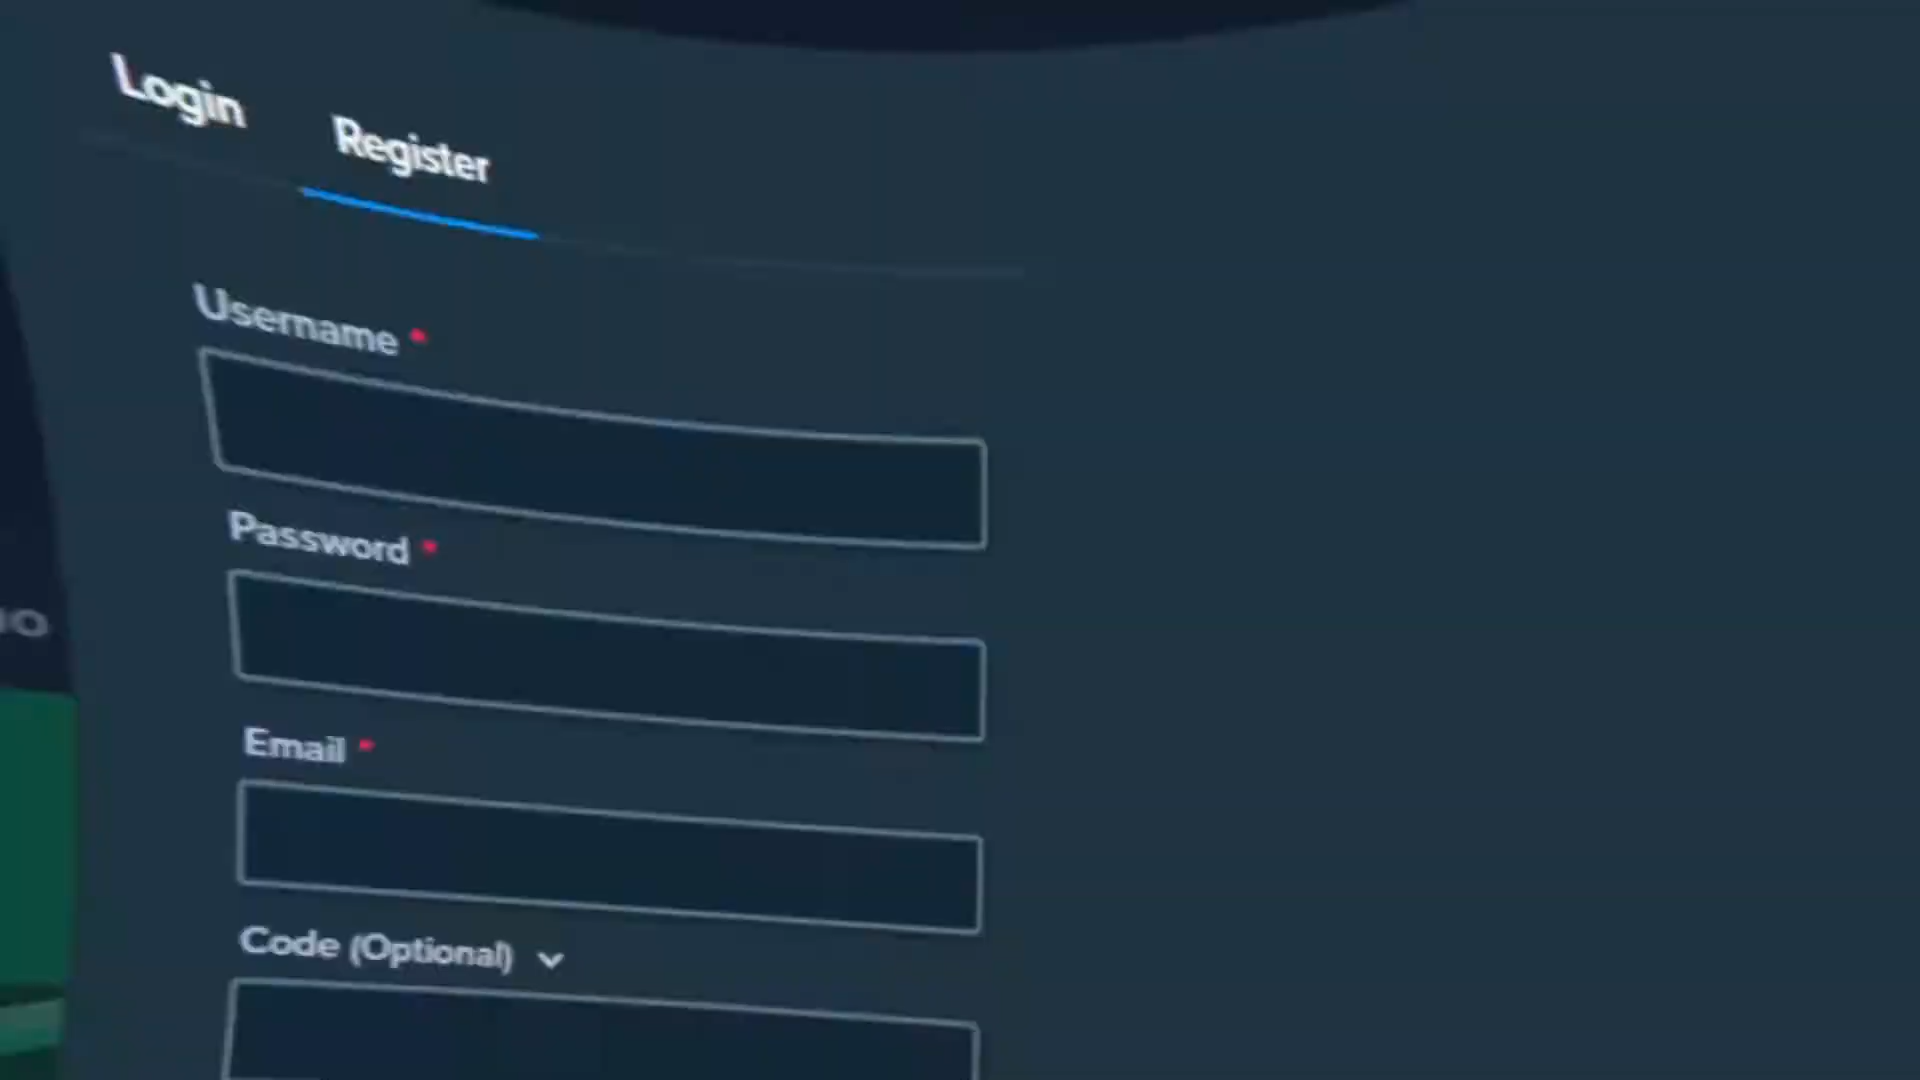 Login
Register
Username *
Password *
Email *
Code (Optional)